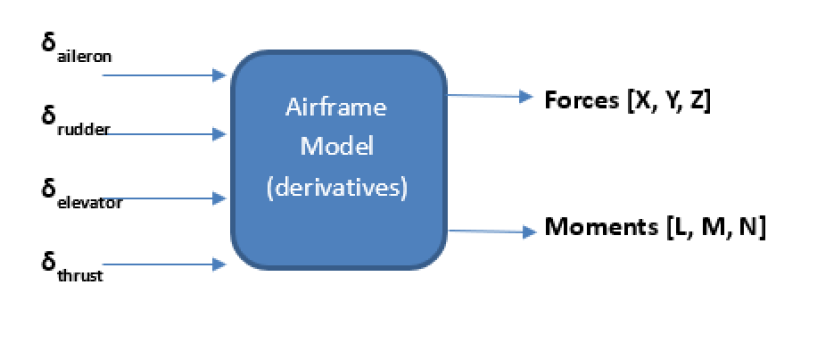 δaileron
δrudder
δelevator
δthrust
Airframe
Model
(derivatives)
Forces [X, Y, Z]
Moments [L, M, N]